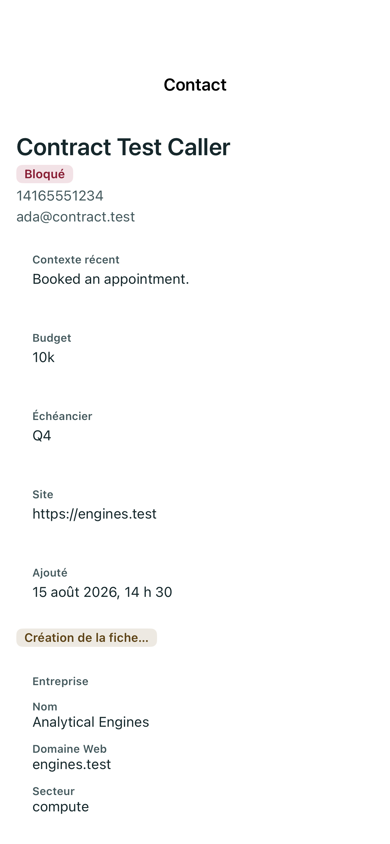 Contact
Contract Test Caller
Bloqué
14165551234
ada@contract.test
Contexte récent
Booked an appointment.
Budget
10k
Échéancier
Q4
Site
https://engines.test
Ajouté
15 août 2026, 14 h 30
Création de la fiche...
Entreprise
Nom
Analytical Engines
Domaine Web
engines.test
Secteur
compute